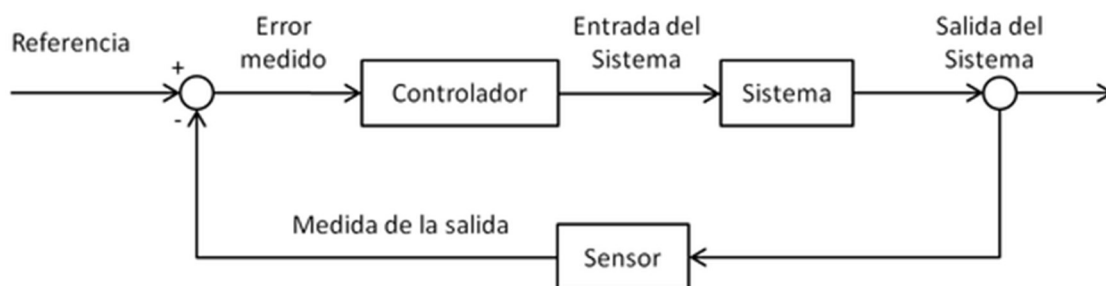 Referencia
+
-
Error
medido
Controlador
Entrada del
Sistema
Sistema
Salida del
Sistema
Medida de la salida
Sensor